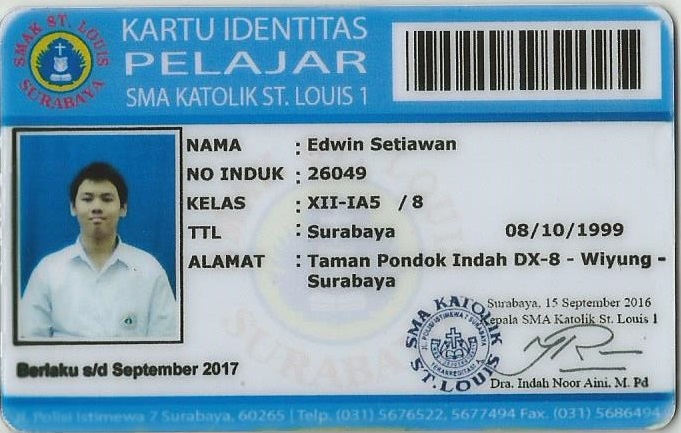 SMAK ST. LOUIS
SURABAYA
KARTU IDENTITAS
PELAJAR
SMA KATOLIK ST. LOUIS 1
NAMA : Edwin Setiawan
NO INDUK : 26049
KELAS : XII-IA5 / 8
TTL : Surabaya 08/10/1999
ALAMAT : Taman Pondok Indah DX-8 - Wiyung -
Surabaya
Surabaya, 15 September 2016
Kepala SMA Katolik St. Louis 1
SMA KATOLIK
JL. POLISI ISTIMEWA 7 SURABAYA
TERAKREDITASI A
ST. LOUIS
Dra. Indah Noor Aini, M. Pd
Berlaku s/d September 2017
Jl. Polisi Istimewa 7 Surabaya, 60265 | Telp. (031) 5676522, 5677494 Fax. (031) 5686494